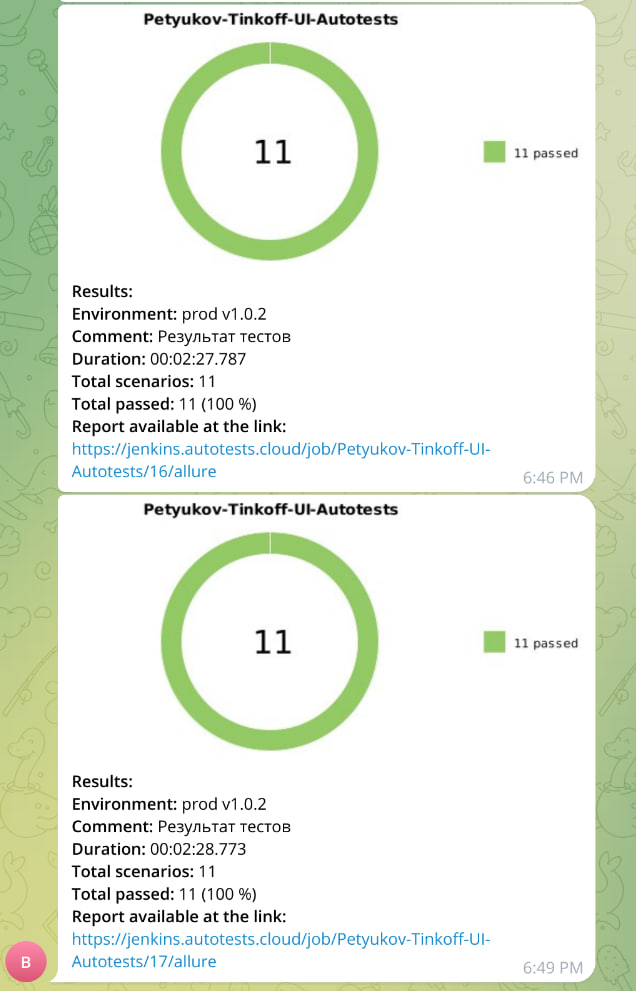 Petyukov-Tinkoff-UI-Autotests
11
11 passed
Results:
Environment: prod v1.0.2
Comment: Результат тестов
Duration: 00:02:27.787
Total scenarios: 11
Total passed: 11 (100 %)
Report available at the link:
https://jenkins.autotests.cloud/job/Petyukov-Tinkoff-UI-
Autotests/16/allure
6:46 PM
Petyukov-Tinkoff-UI-Autotests
11
11 passed
Results:
Environment: prod v1.0.2
Comment: Результат тестов
Duration: 00:02:28.773
Total scenarios: 11
Total passed: 11 (100 %)
Report available at the link:
https://jenkins.autotests.cloud/job/Petyukov-Tinkoff-UI-
Autotests/17/allure
B
6:49 PM